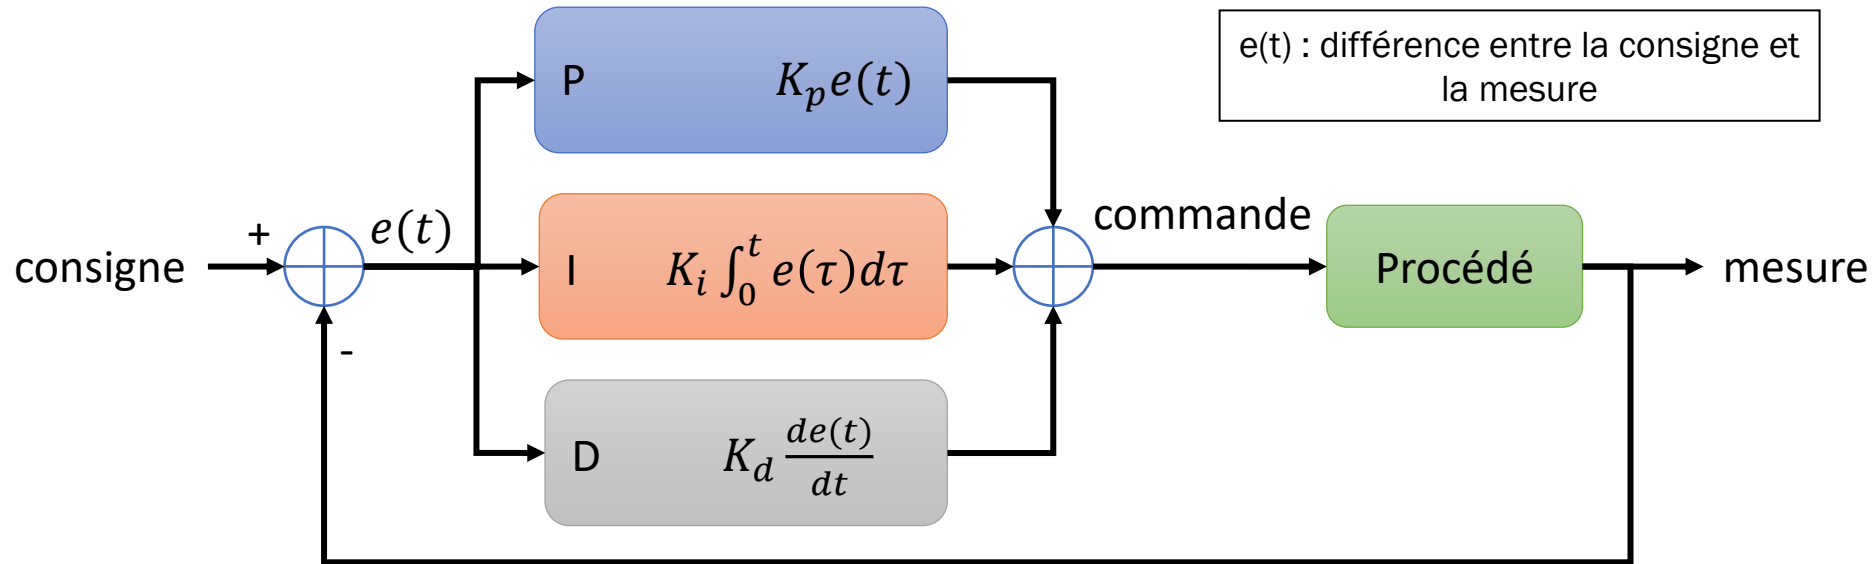 e(t) : différence entre la consigne et
la mesure
P K_p e(t)
+ e(t)
consigne
I K_i ∫_0^t e(τ)dτ
commande
Procédé
mesure
-
D K_d de(t)/dt